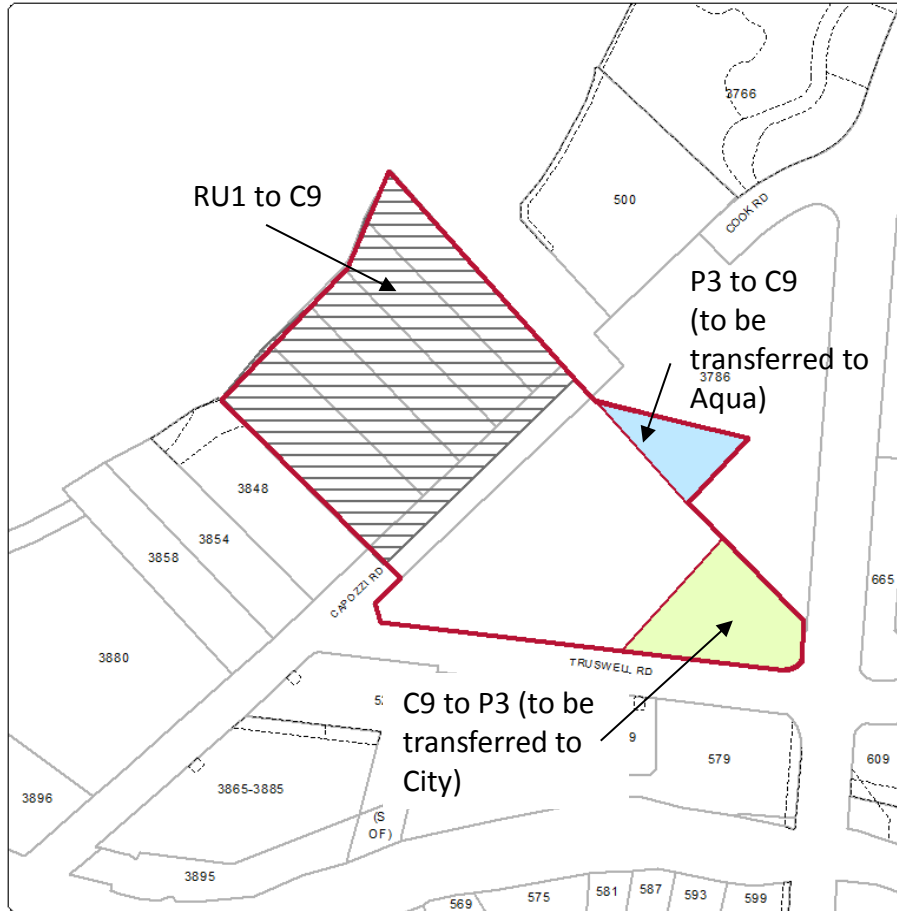 3766
RU1 to C9
500
COOK RD
P3 to C9
(to be
transferred to
3786
Aqua)
3848
3854
3858
CAPOZZI RD
665
3880
TRUSWELL RD
C9 to P3 (to be
transferred to
City)
9
579
609
3865-3885
3896
(S
OF)
3895
569
575
581
587
593
599